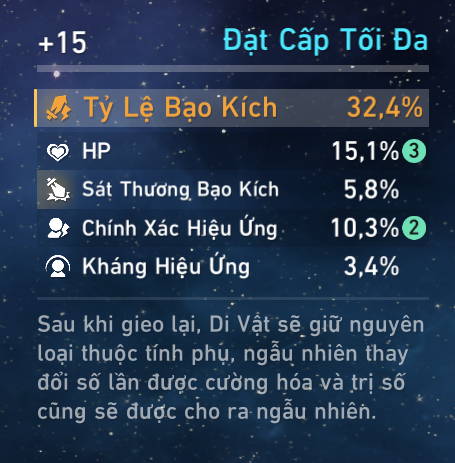 +15 Đạt Cấp Tối Đa
Tỷ Lệ Bạo Kích 32,4%
HP 15,1% 3
Sát Thương Bạo Kích 5,8%
Chính Xác Hiệu Ứng 10,3% 2
Kháng Hiệu Ứng 3,4%
Sau khi gieo lại, Di Vật sẽ giữ nguyên
loại thuộc tính phụ, ngẫu nhiên thay
đổi số lần được cường hóa và trị số
cũng sẽ được cho ra ngẫu nhiên.